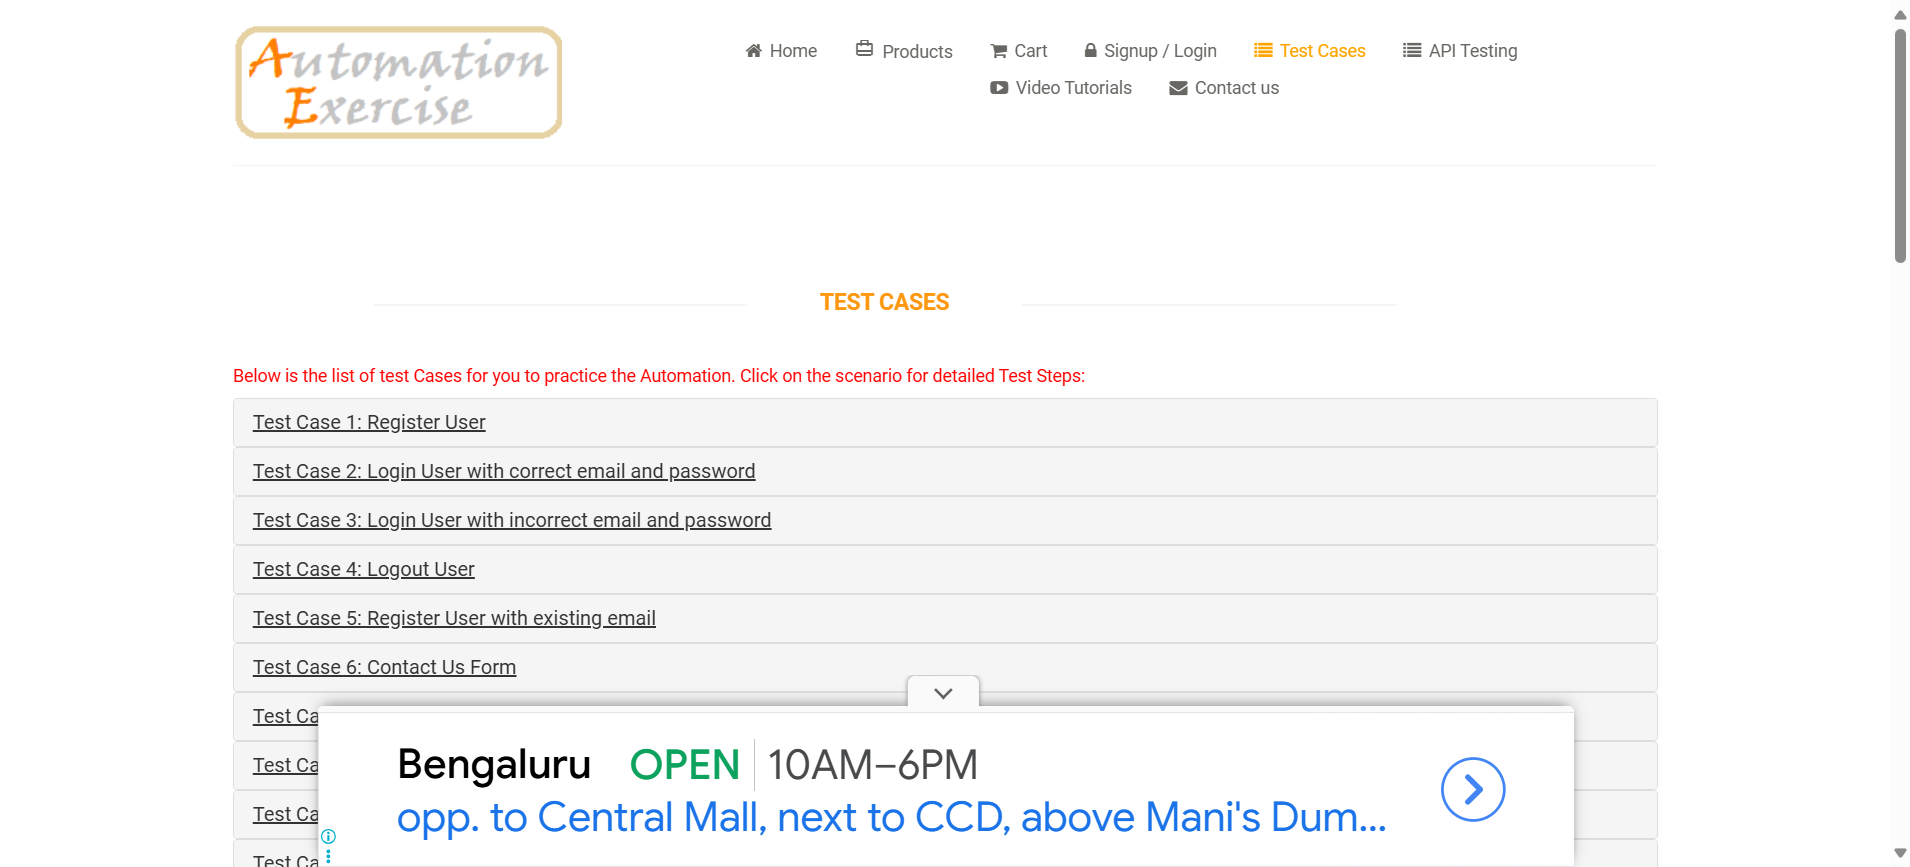 Automation
Exercise
Home Products Cart Signup / Login Test Cases API Testing
Video Tutorials Contact us
TEST CASES
Below is the list of test Cases for you to practice the Automation. Click on the scenario for detailed Test Steps:
Test Case 1: Register User
Test Case 2: Login User with correct email and password
Test Case 3: Login User with incorrect email and password
Test Case 4: Logout User
Test Case 5: Register User with existing email
Test Case 6: Contact Us Form
Test Ca
Test Ca
Test Ca
Test Ca
Bengaluru OPEN 10AM–6PM
opp. to Central Mall, next to CCD, above Mani's Dum...